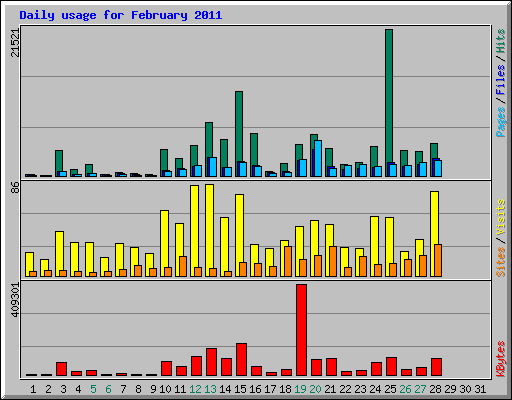 Daily usage for February 2011
21521
Pages / Files / Hits
86
Sites / Visits
409301
KBytes
1 2 3 4 5 6 7 8 9 10 11 12 13 14 15 16 17 18 19 20 21 22 23 24 25 26 27 28 29 30 31